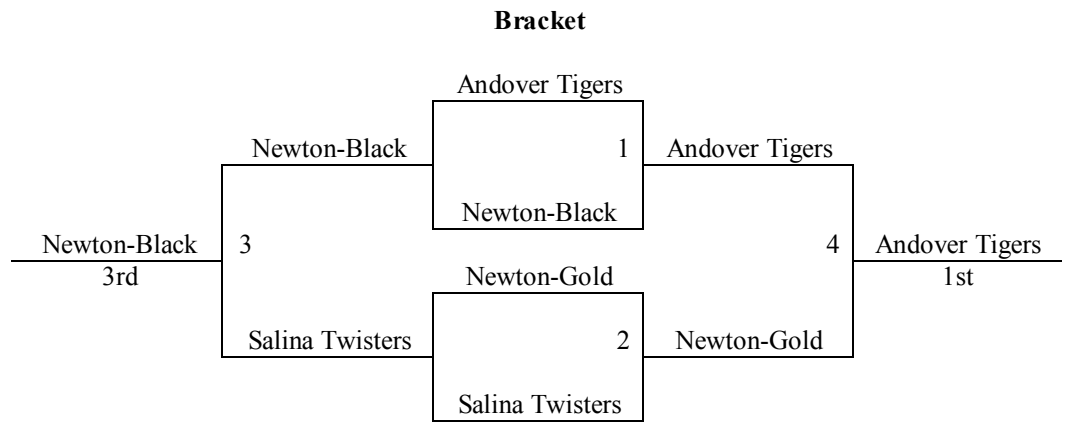 Bracket
Andover Tigers
Newton-Black
1
Andover Tigers
Newton-Black
Newton-Black
3
4
Andover Tigers
3rd
Newton-Gold
1st
Salina Twisters
2
Newton-Gold
Salina Twisters